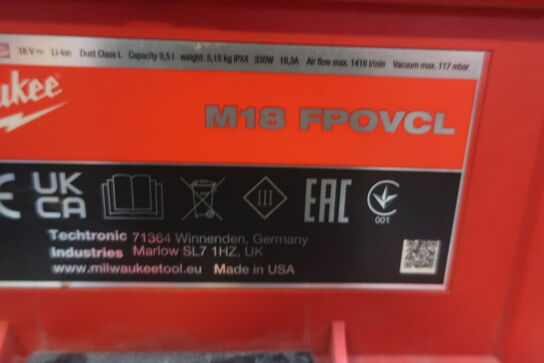 18 V Li-Ion Dust Class L Capacity 9,5 l weight: 5,15 kg IPX4 330W 18,3A Air flow max. 1416 l/min Vacuum max. 117 mbar
ukee
M18 FPOVCL
CE UK CA III EAC
001
Techtronic 71364 Winnenden, Germany
Industries Marlow SL7 1HZ, UK
www.milwaukeetool.eu Made in USA